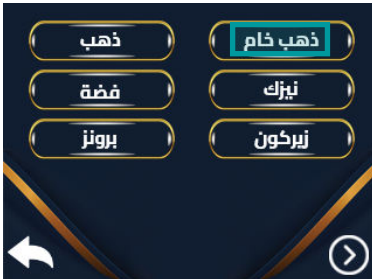 ذهب خام
ذهب
نيزك
فضة
زيركون
برونز